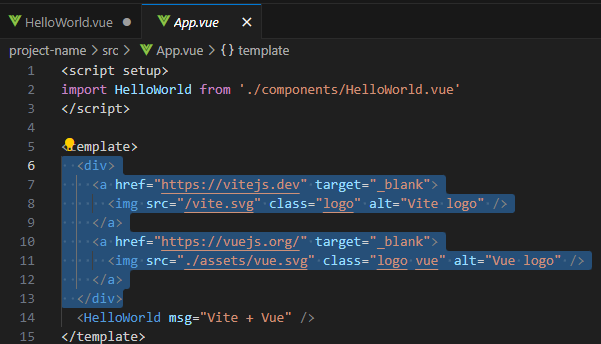 HelloWorld.vue ● App.vue ×
project-name > src > App.vue > {} template
1 <script setup>
2 import HelloWorld from './components/HelloWorld.vue'
3 </script>
4
5 <template>
6 <div>
7 <a href="https://vitejs.dev" target="_blank">
8 <img src="/vite.svg" class="logo" alt="Vite logo" />
9 </a>
10 <a href="https://vuejs.org/" target="_blank">
11 <img src="./assets/vue.svg" class="logo vue" alt="Vue logo" />
12 </a>
13 </div>
14 <HelloWorld msg="Vite + Vue" />
15 </template>